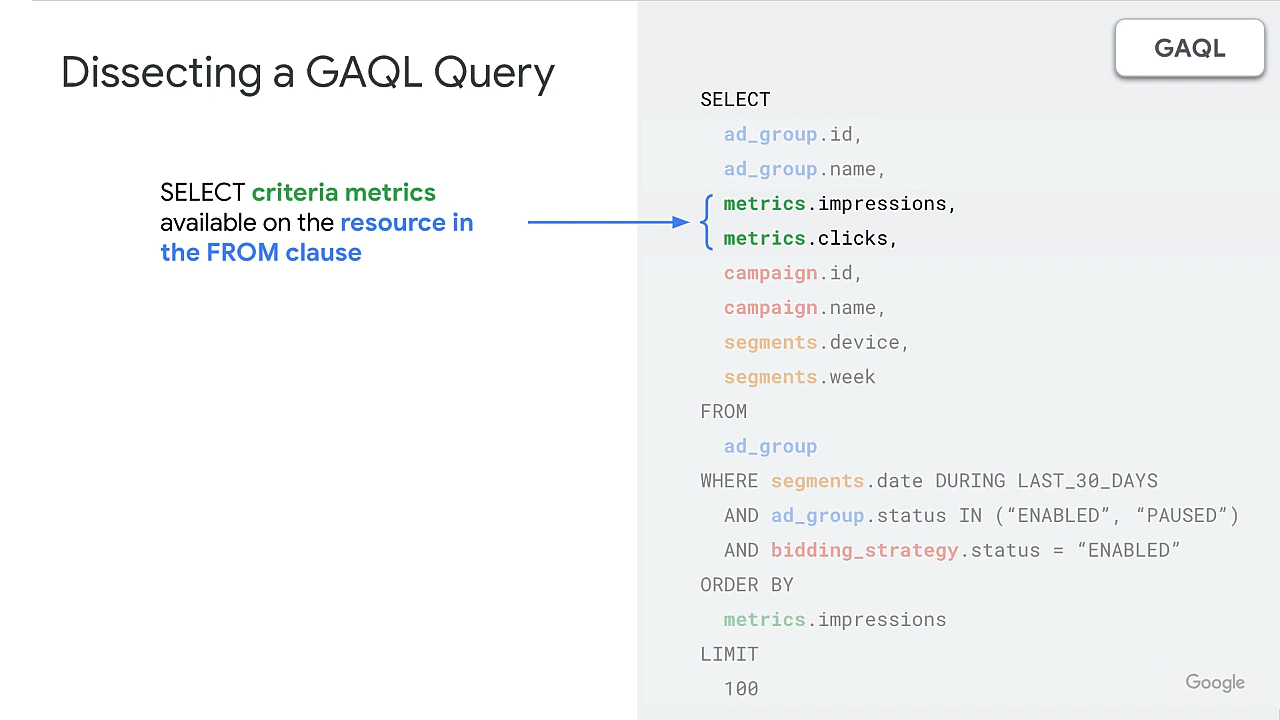 Dissecting a GAQL Query
GAQL
SELECT criteria metrics
available on the resource in
the FROM clause
SELECT
ad_group.id,
ad_group.name,
metrics.impressions,
metrics.clicks,
campaign.id,
campaign.name,
segments.device,
segments.week
FROM
ad_group
WHERE segments.date DURING LAST_30_DAYS
AND ad_group.status IN (“ENABLED”, “PAUSED”)
AND bidding_strategy.status = “ENABLED”
ORDER BY
metrics.impressions
LIMIT
100
Google